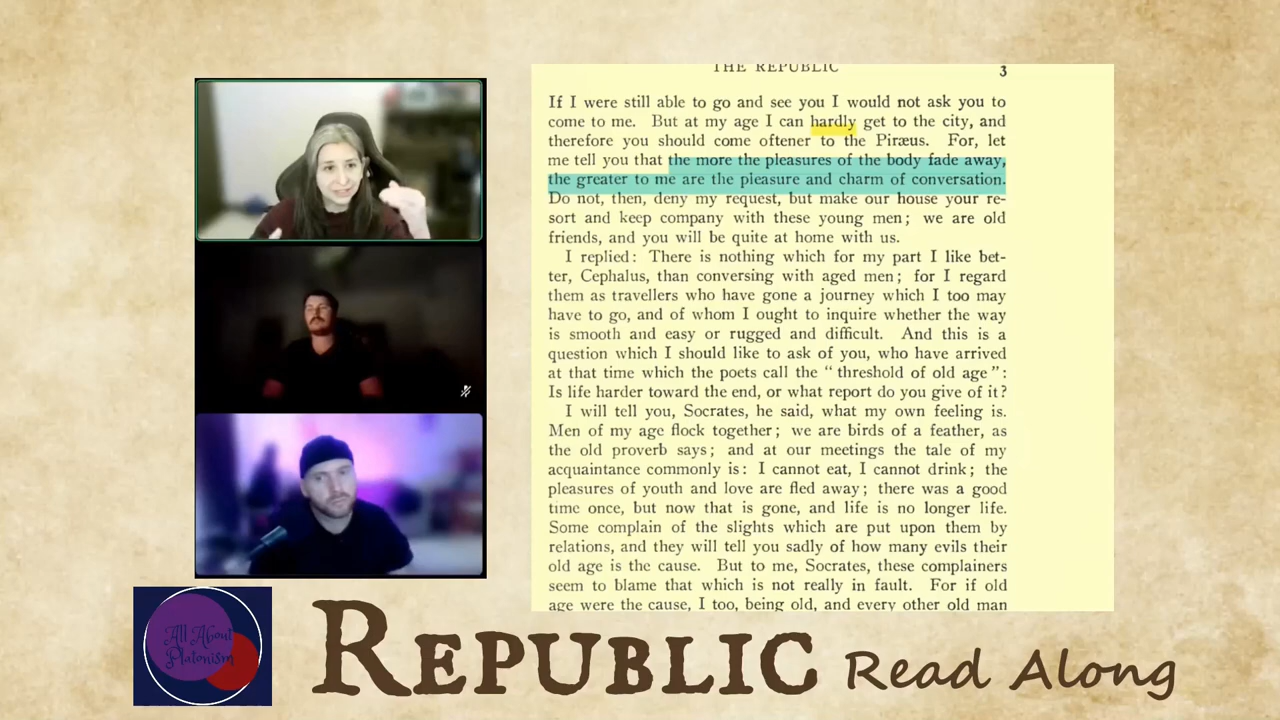 THE REPUBLIC 3
If I were still able to go and see you I would not ask you to
come to me. But at my age I can hardly get to the city, and
therefore you should come oftener to the Piræus. For, let
me tell you that the more the pleasures of the body fade away,
the greater to me are the pleasure and charm of conversation.
Do not, then, deny my request, but make our house your re-
sort and keep company with these young men; we are old
friends, and you will be quite at home with us.
I replied: There is nothing which for my part I like bet-
ter, Cephalus, than conversing with aged men; for I regard
them as travellers who have gone a journey which I too may
have to go, and of whom I ought to inquire whether the way
is smooth and easy or rugged and difficult. And this is a
question which I should like to ask of you, who have arrived
at that time which the poets call the “threshold of old age”:
Is life harder toward the end, or what report do you give of it?
I will tell you, Socrates, he said, what my own feeling is.
Men of my age flock together; we are birds of a feather, as
the old proverb says; and at our meetings the tale of my
acquaintance commonly is: I cannot eat, I cannot drink; the
pleasures of youth and love are fled away; there was a good
time once, but now that is gone, and life is no longer life.
Some complain of the slights which are put upon them by
relations, and they will tell you sadly of how many evils their
old age is the cause. But to me, Socrates, these complainers
seem to blame that which is not really in fault. For if old
age were the cause, I too, being old, and every other old man
All About
Platonism
REPUBLIC Read Along